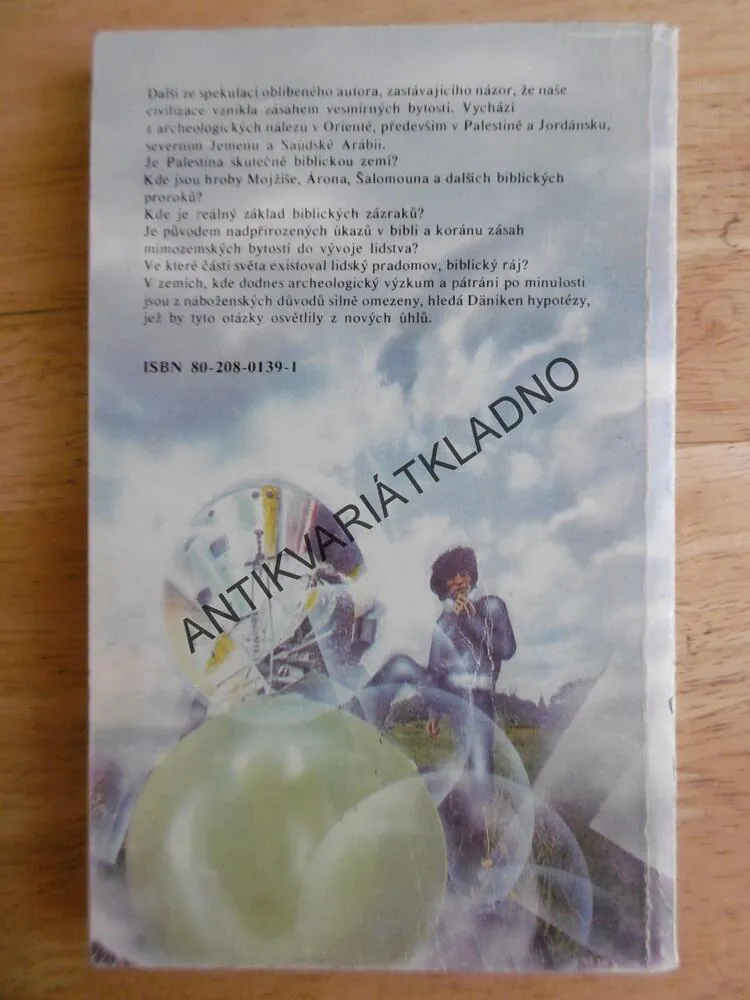 Další ze spekulací oblíbeného autora, zastávajícího názor, že naše
civilizace vznikla zásahem vesmírných bytostí. Vychází
z archeologických nálezů v Orientě, především v Palestině a Jordánsku,
severním Jemenu a Saúdské Arábii.
Je Palestina skutečně biblickou zemí?
Kde jsou hroby Mojžíše, Árona, Šalomouna a dalších biblických
proroků?
Kde je reálný základ biblických zázraků?
Je původem nadpřirozených úkazů v bibli a koránu zásah
mimozemských bytostí do vývoje lidstva?
Ve které části světa existoval lidský pradomov, biblický ráj?
V zemích, kde dodnes archeologický výzkum a pátrání po minulosti
jsou z náboženských důvodů silně omezeny, hledá Däniken hypotézy,
jež by tyto otázky osvětlily z nových úhlů.
ISBN 80-208-0139-1
ANTIKVARIÁTKLADNO